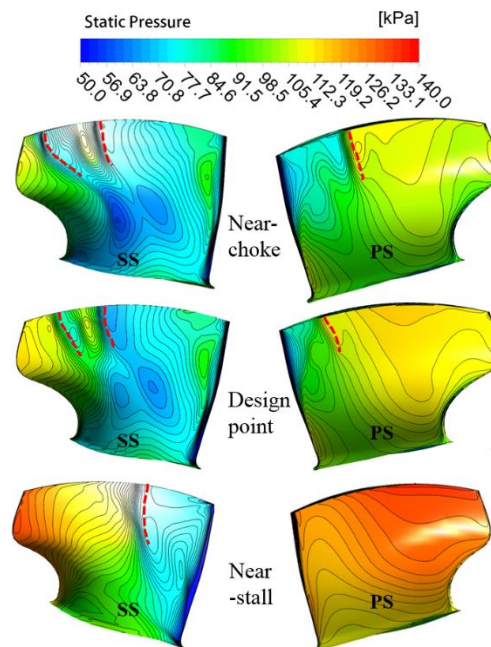 Static Pressure [kPa]
50.0 56.9 63.8 70.8 77.7 84.6 91.5 98.5 105.4 112.3 119.2 126.2 133.1 140.0
SS Near-
choke PS
SS Design
point PS
SS Near
-stall PS